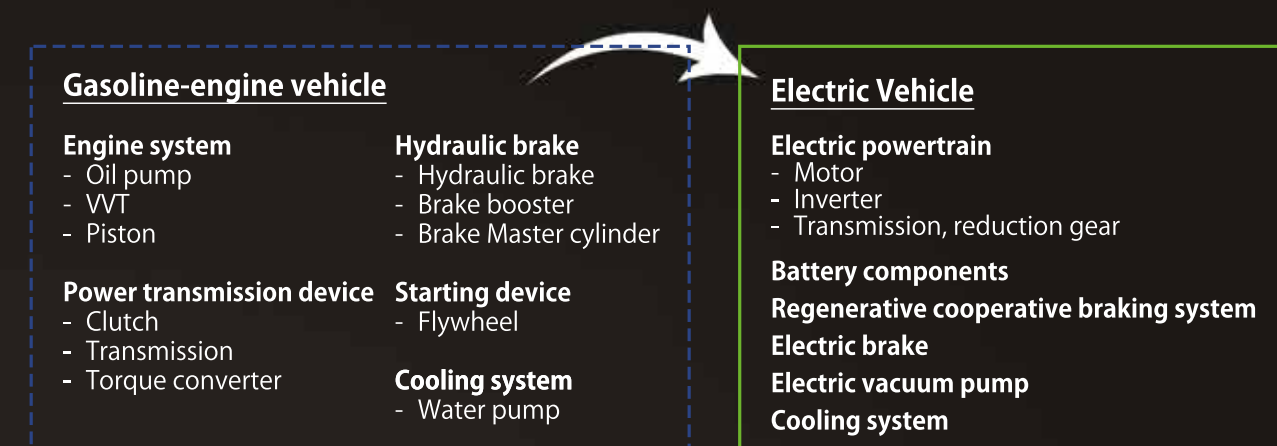 Gasoline-engine vehicle
Engine system
- Oil pump
- VVT
- Piston
Power transmission device
- Clutch
- Transmission
- Torque converter
Hydraulic brake
- Hydraulic brake
- Brake booster
- Brake Master cylinder
Starting device
- Flywheel
Cooling system
- Water pump
Electric Vehicle
Electric powertrain
- Motor
- Inverter
- Transmission, reduction gear
Battery components
Regenerative cooperative braking system
Electric brake
Electric vacuum pump
Cooling system